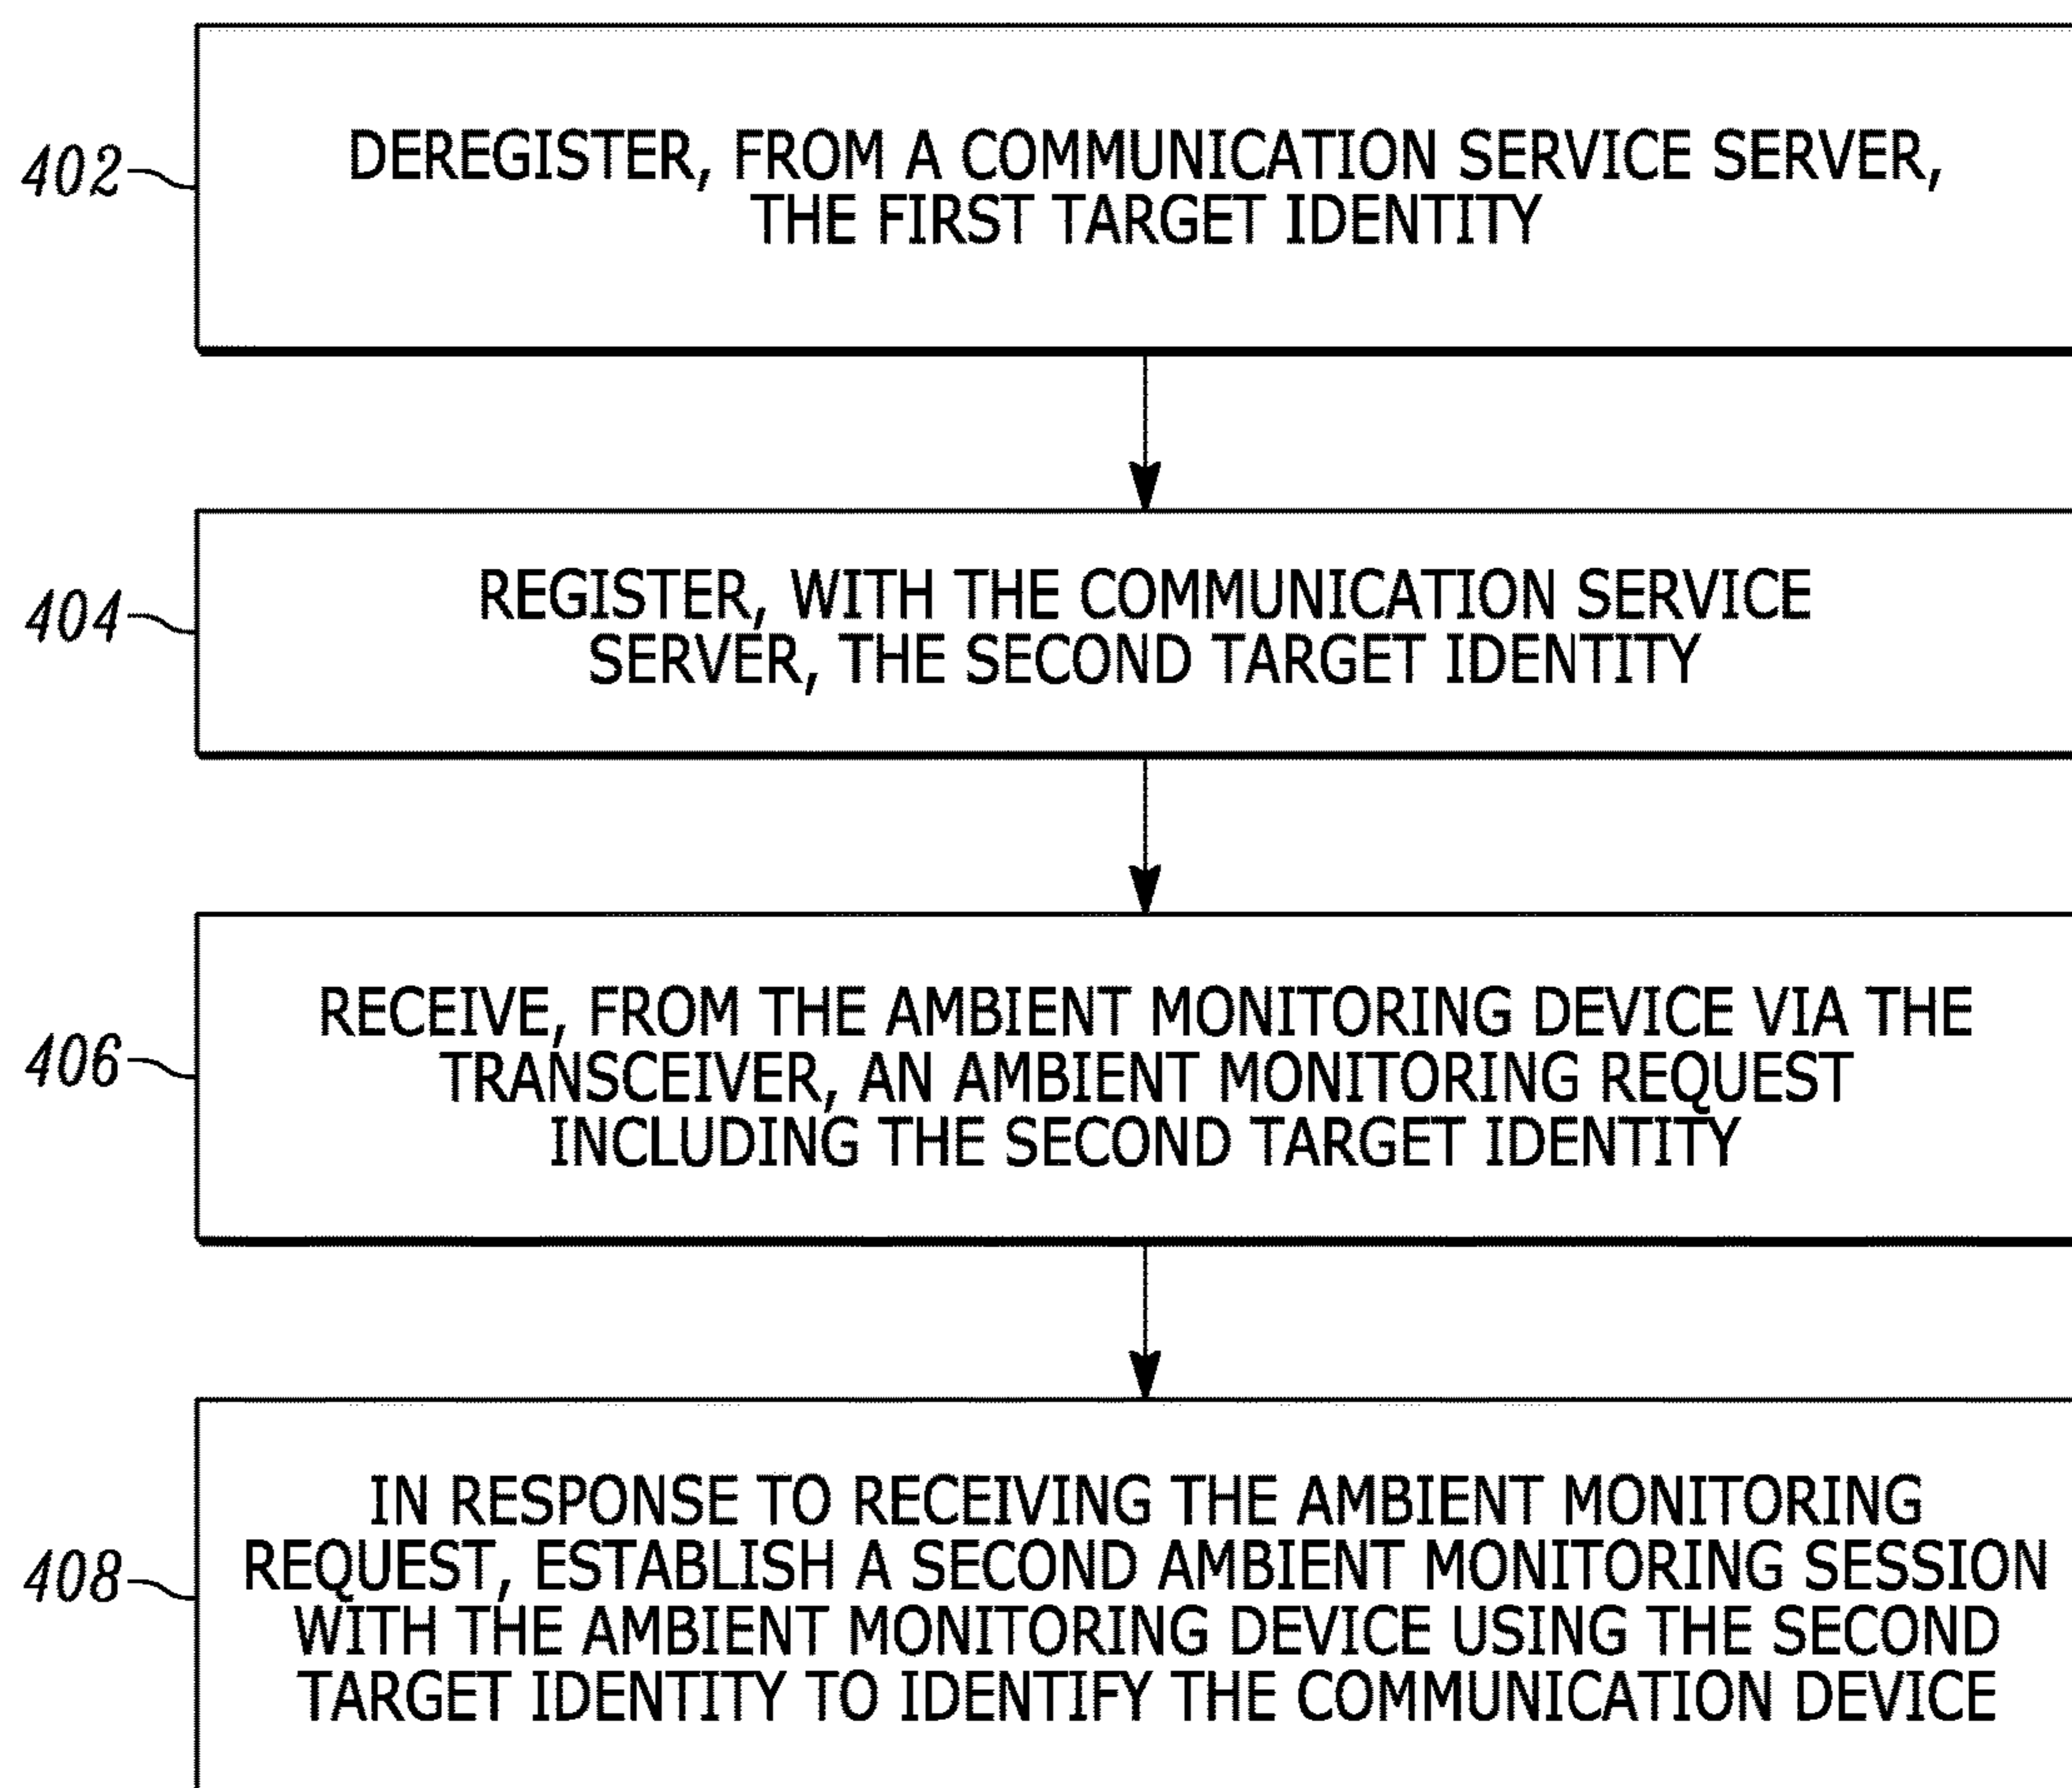 402
DEREGISTER, FROM A COMMUNICATION SERVICE SERVER,
THE FIRST TARGET IDENTITY
404
REGISTER, WITH THE COMMUNICATION SERVICE
SERVER, THE SECOND TARGET IDENTITY
406
RECEIVE, FROM THE AMBIENT MONITORING DEVICE VIA THE
TRANSCEIVER, AN AMBIENT MONITORING REQUEST
INCLUDING THE SECOND TARGET IDENTITY
408
IN RESPONSE TO RECEIVING THE AMBIENT MONITORING
REQUEST, ESTABLISH A SECOND AMBIENT MONITORING SESSION
WITH THE AMBIENT MONITORING DEVICE USING THE SECOND
TARGET IDENTITY TO IDENTIFY THE COMMUNICATION DEVICE